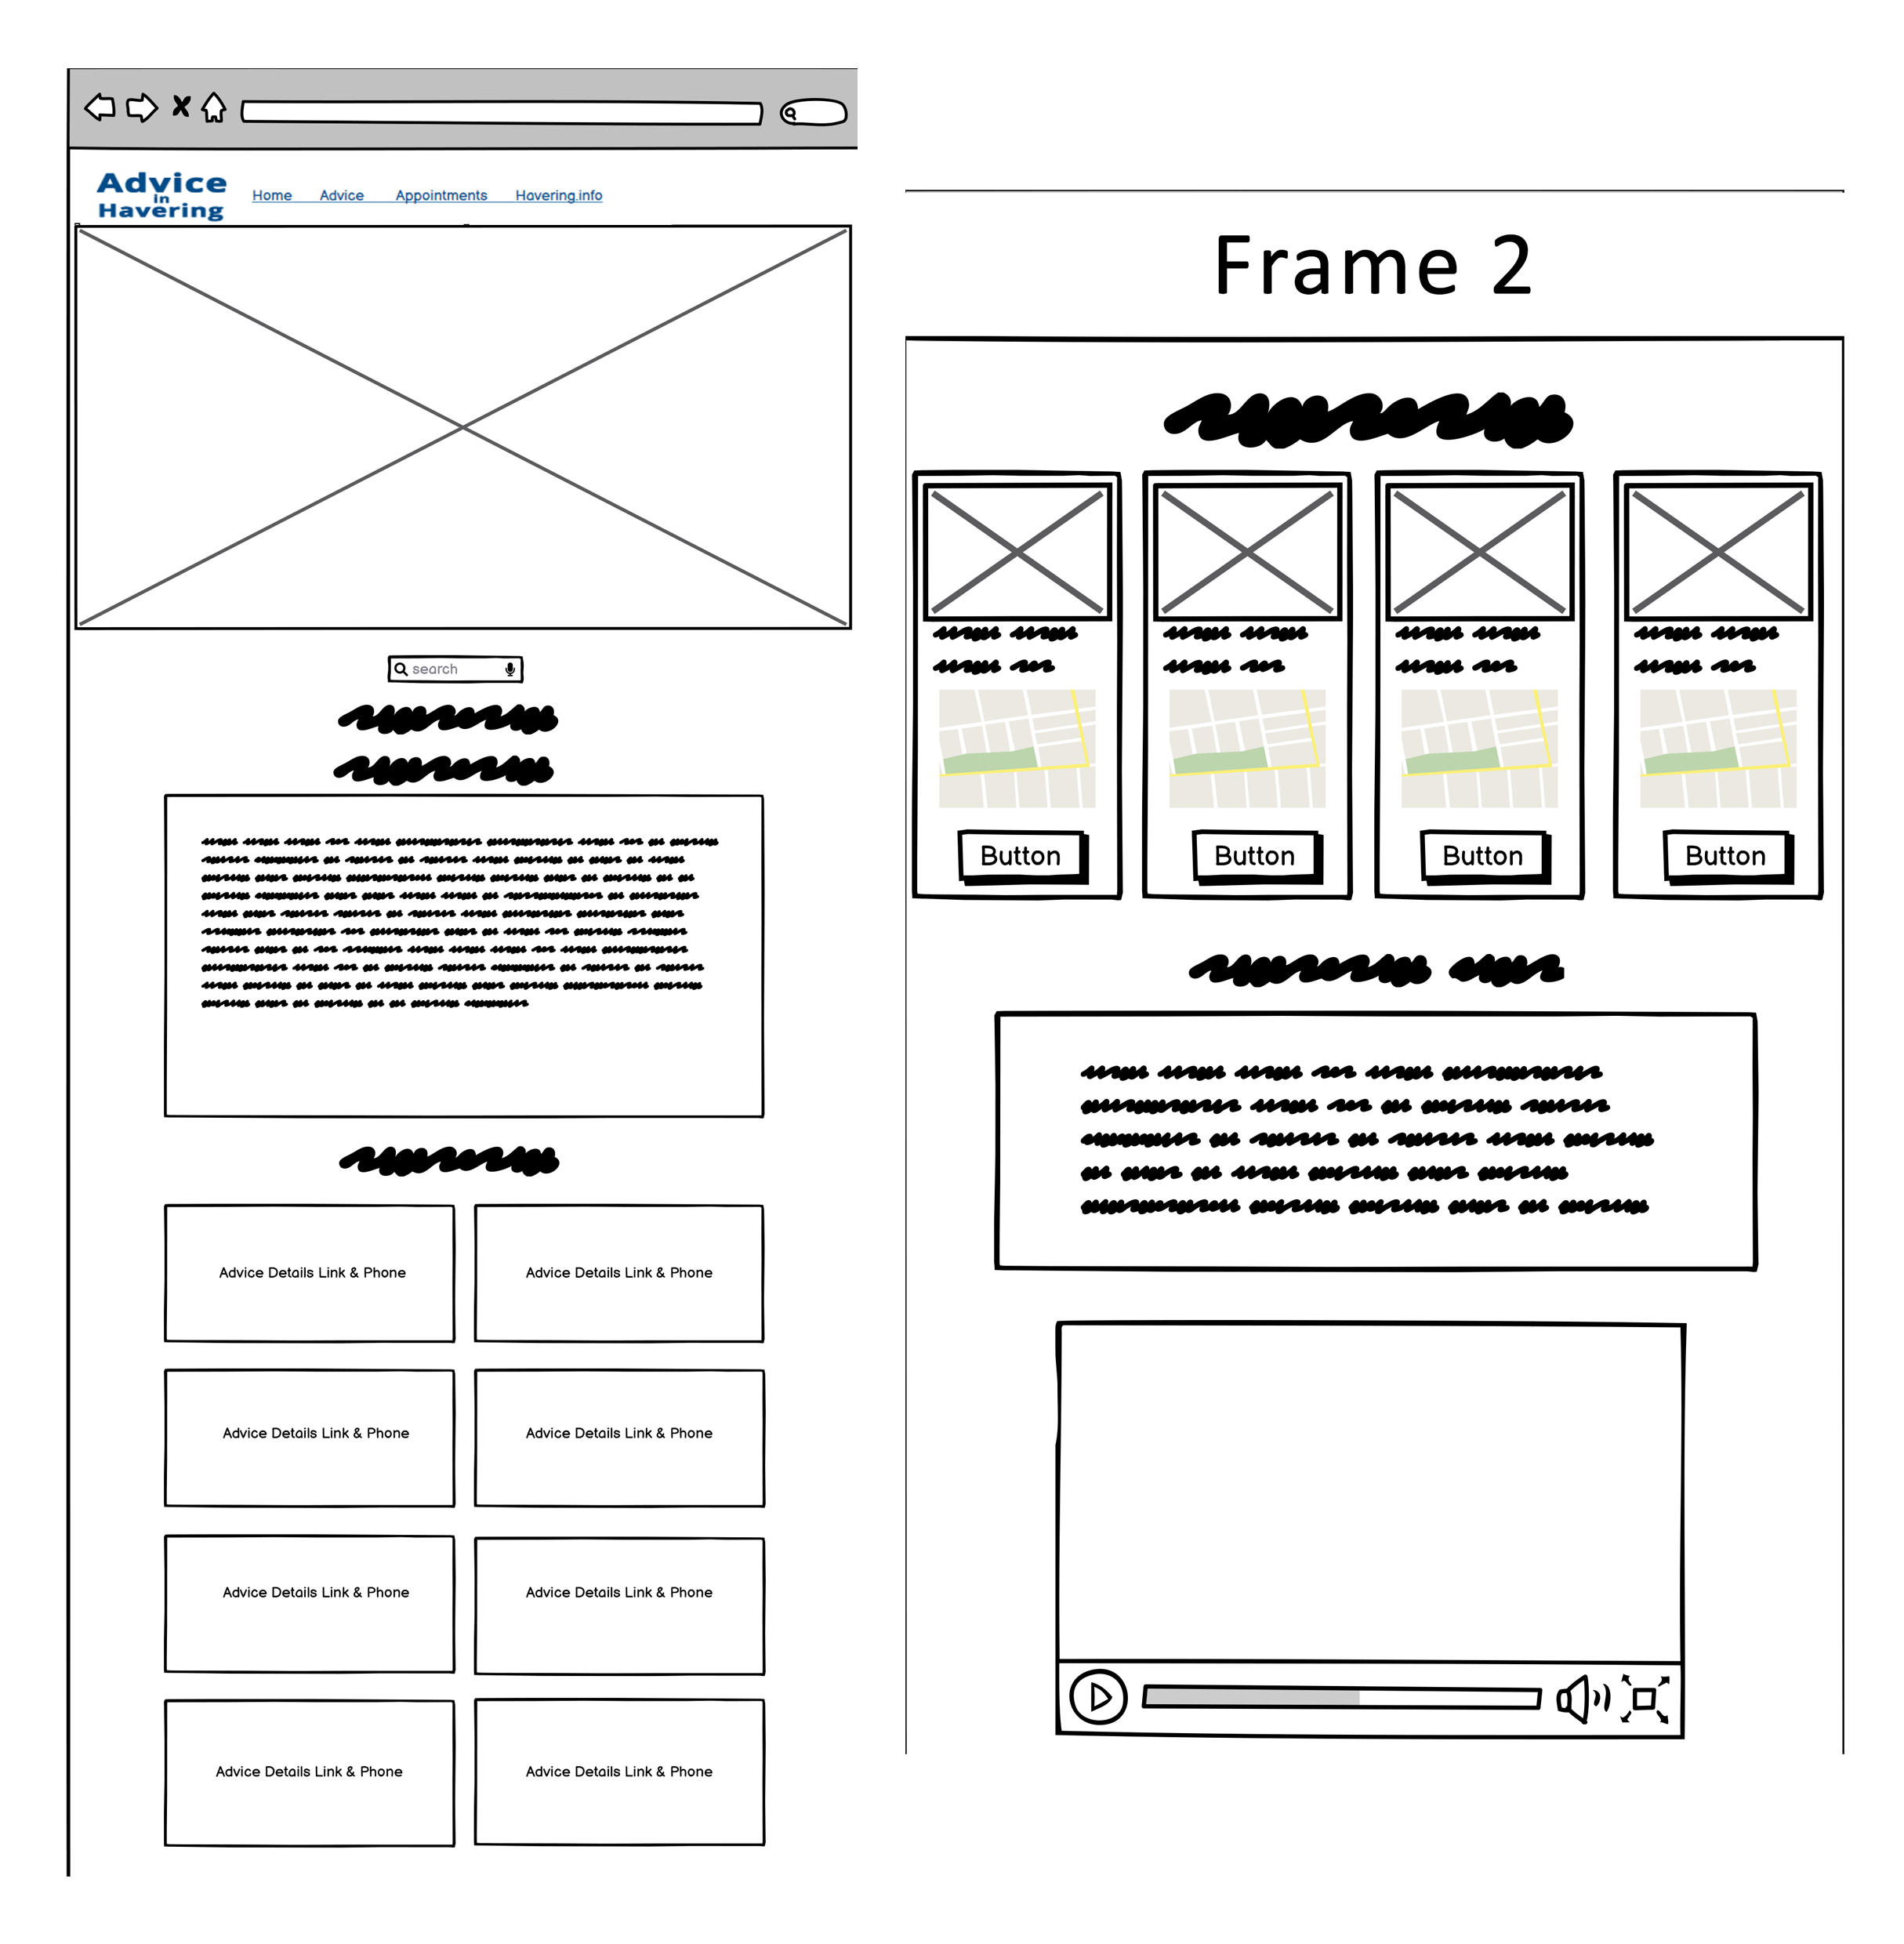 Advice
in
Havering
Home Advice Appointments Havering.info
search
Advice Details Link & Phone Advice Details Link & Phone
Advice Details Link & Phone Advice Details Link & Phone
Advice Details Link & Phone Advice Details Link & Phone
Advice Details Link & Phone Advice Details Link & Phone
Frame 2
Button Button Button Button